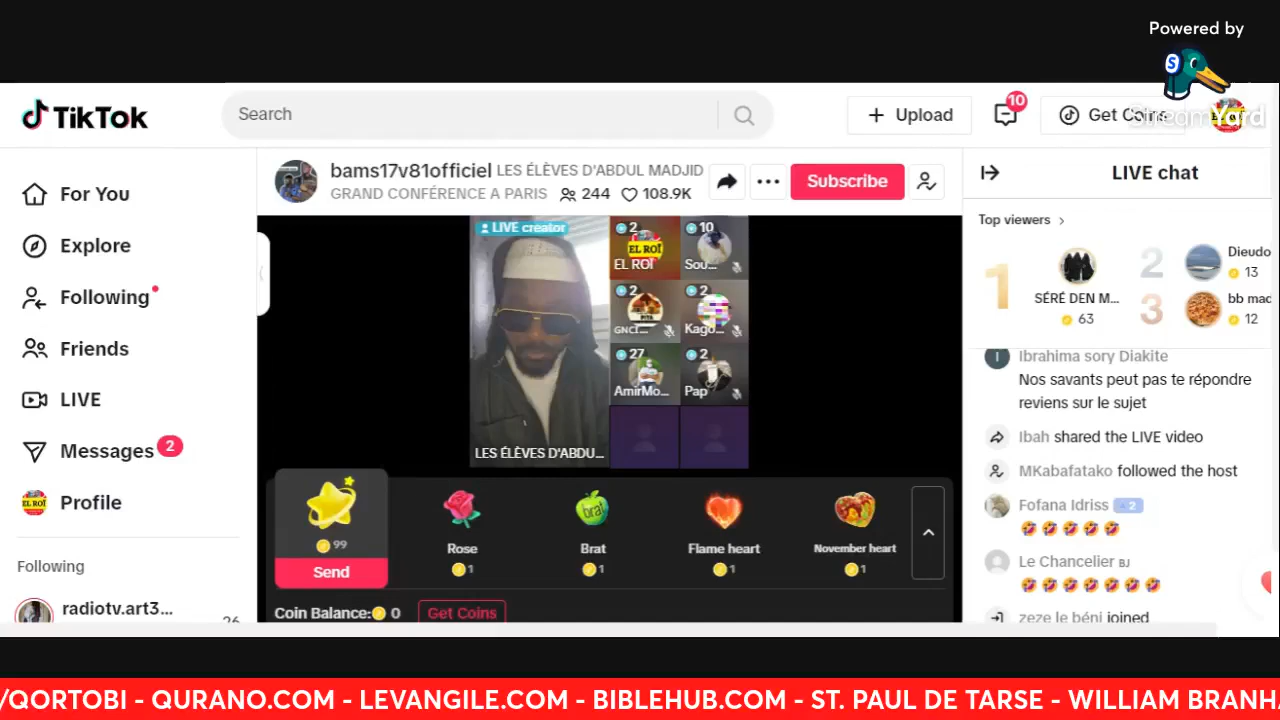 Powered by
StreamYard
TikTok
Search
Upload
10
Get Coins
For You
Explore
Following
Friends
LIVE
Messages 2
Profile
Following
radiotv.art3...
26
bams17v81officiel LES ÉLÈVES D'ABDUL MADJID
GRAND CONFÉRENCE A PARIS 244 108.9K
Subscribe
LIVE creator
LES ÉLÈVES D'ABDU...
2
EL ROÏ
EL ROÏ
10
Sou...
2
GNCI...
2
Kago...
27
AmirMo...
2
Pap
99
Send
Rose
1
Brat
1
Flame heart
1
November heart
1
Coin Balance: 0 Get Coins
LIVE chat
Top viewers
1
SÉRÉ DEN M...
63
2
Dieudo
13
3
bb mad
12
Ibrahima sory Diakite
Nos savants peut pas te répondre
reviens sur le sujet
Ibah shared the LIVE video
MKabafatako followed the host
Fofana Idriss 2
Le Chancelier BJ
zeze le béni joined
/QORTOBI - QURANO.COM - LEVANGILE.COM - BIBLEHUB.COM - ST. PAUL DE TARSE - WILLIAM BRANHA